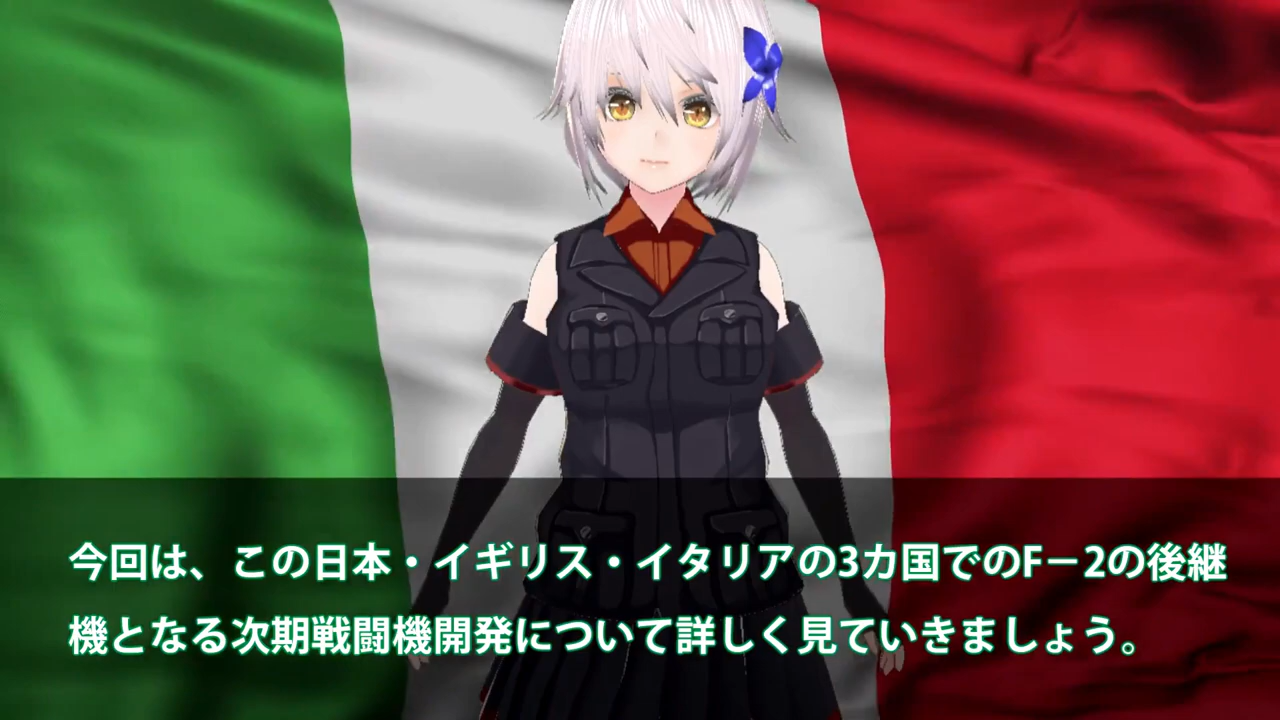 今回は、この日本・イギリス・イタリアの3カ国でのF－2の後継
機となる次期戦闘機開発について詳しく見ていきましょう。